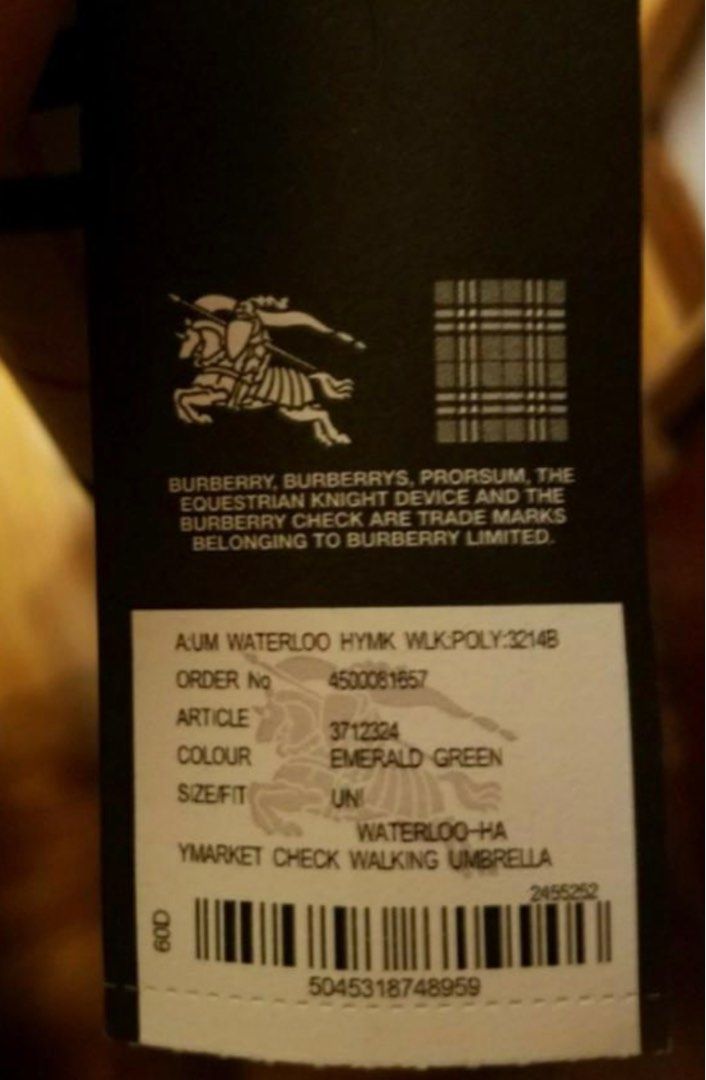 BURBERRY, BURBERRYS, PRORSUM, THE
EQUESTRIAN KNIGHT DEVICE AND THE
BURBERRY CHECK ARE TRADE MARKS
BELONGING TO BURBERRY LIMITED.
A:UM WATERLOO HYMK WLK:POLY:3214B
ORDER No 4500081657
ARTICLE 3712324
COLOUR EMERALD GREEN
SIZE/FIT UNI
WATERLOO-HA
YMARKET CHECK WALKING UMBRELLA
2455252
60D
5045318748959